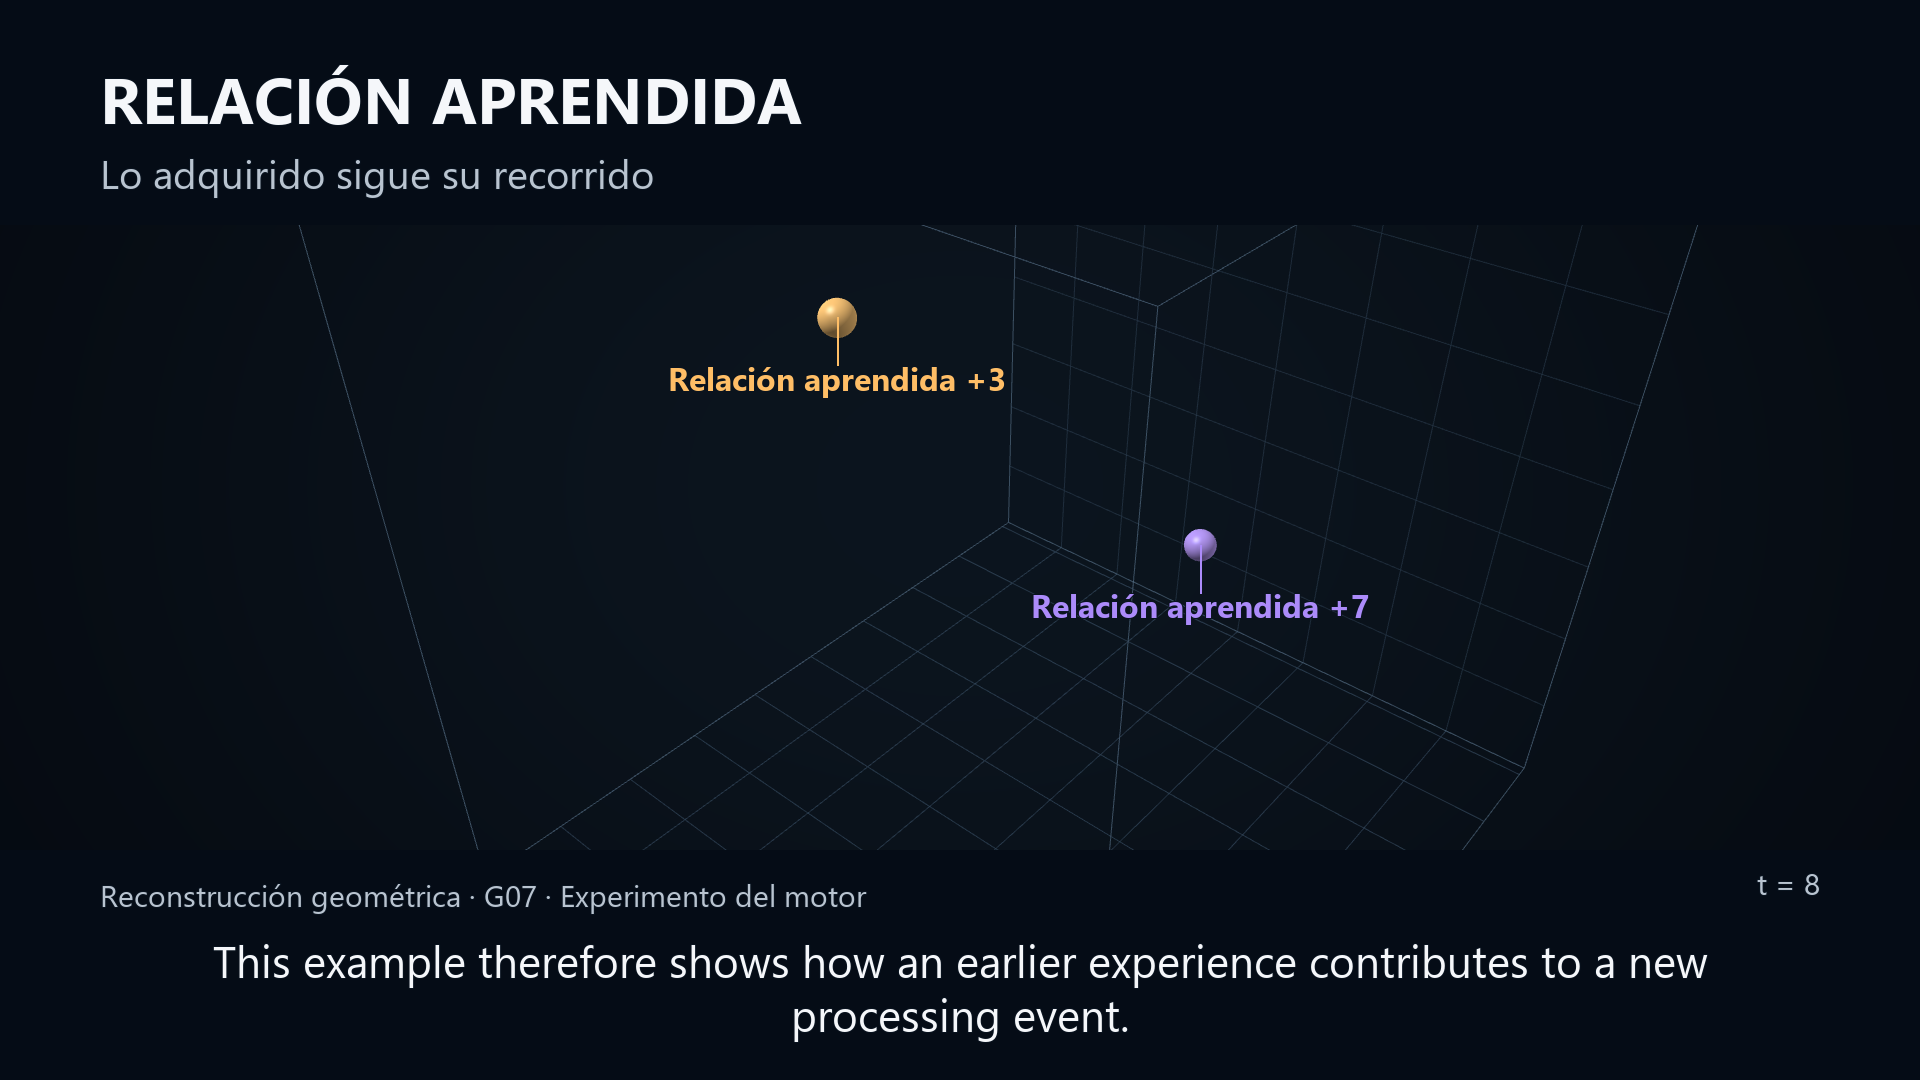 RELACIÓN APRENDIDA
Lo adquirido sigue su recorrido
Relación aprendida +3
Relación aprendida +7
Reconstrucción geométrica · G07 · Experimento del motor
t = 8
This example therefore shows how an earlier experience contributes to a new
processing event.